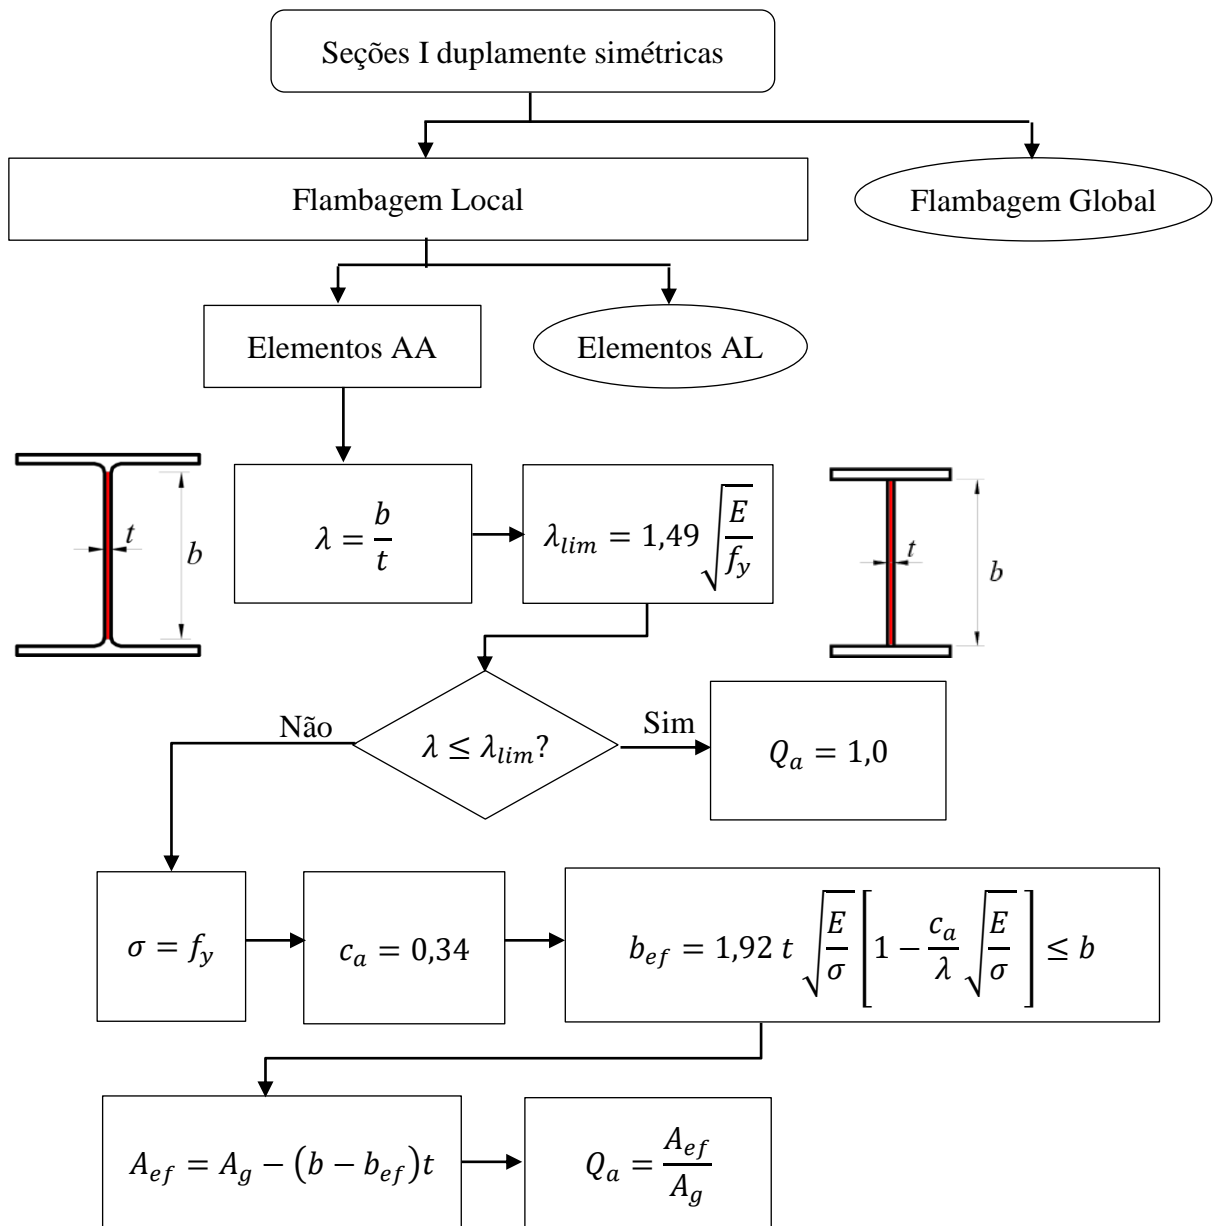 Seções I duplamente simétricas
Flambagem Local
Flambagem Global
Elementos AA
Elementos AL
t
b
λ = b/t
λ_lim = 1,49 √(E/f_y)
t
b
Não
λ ≤ λ_lim?
Sim
Q_a = 1,0
σ = f_y
c_a = 0,34
b_ef = 1,92 t √(E/σ) [1 − c_a/λ √(E/σ)] ≤ b
A_ef = A_g − (b − b_ef)t
Q_a = A_ef/A_g